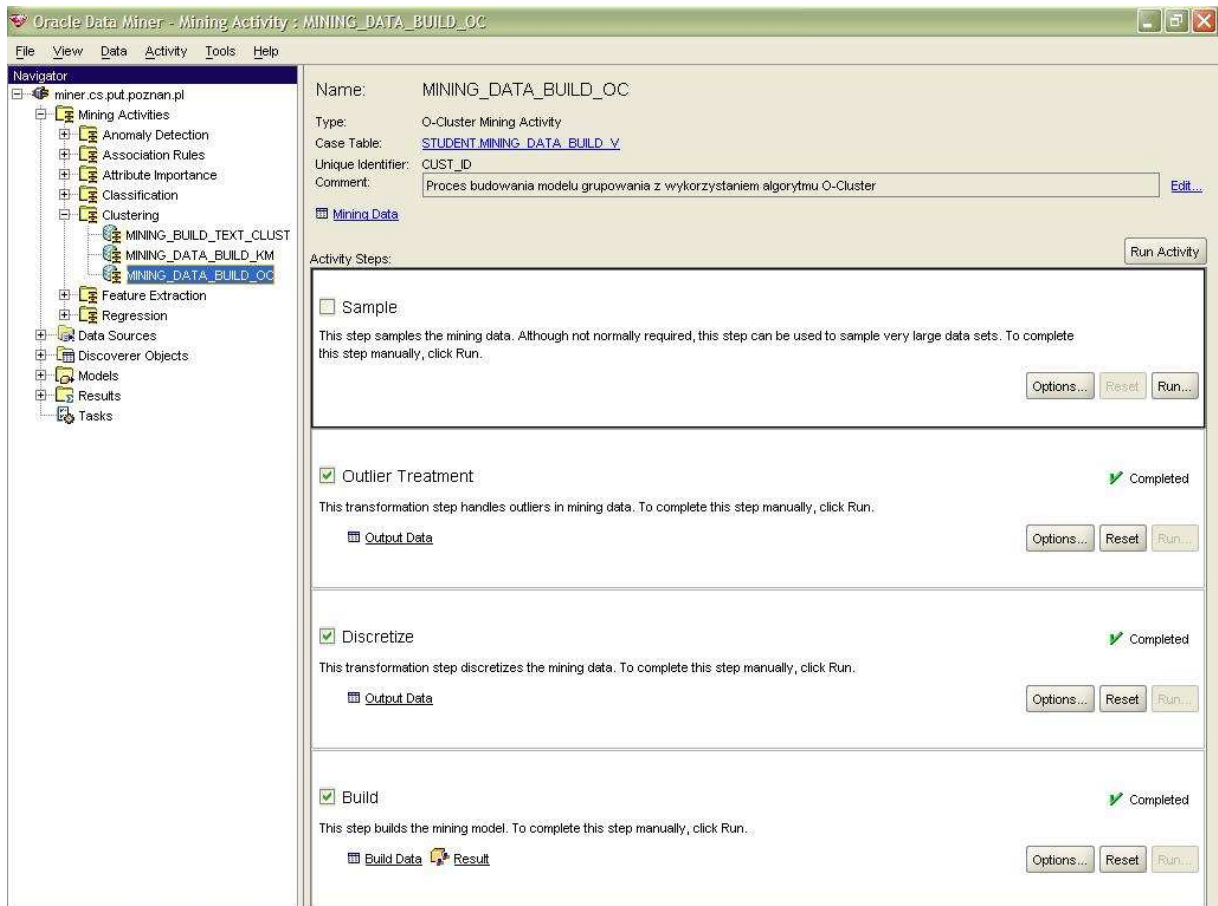 Oracle Data Miner - Mining Activity : MINING_DATA_BUILD_OC
File View Data Activity Tools Help
Navigator
miner.cs.put.poznan.pl
Mining Activities
Anomaly Detection
Association Rules
Attribute Importance
Classification
Clustering
MINING_BUILD_TEXT_CLUST
MINING_DATA_BUILD_KM
MINING_DATA_BUILD_OC
Feature Extraction
Regression
Data Sources
Discoverer Objects
Models
Results
Tasks
Name: MINING_DATA_BUILD_OC
Type: O-Cluster Mining Activity
Case Table: STUDENT.MINING_DATA_BUILD_V
Unique Identifier: CUST_ID
Comment: Proces budowania modelu grupowania z wykorzystaniem algorytmu O-Cluster Edit...
Mining Data
Activity Steps: Run Activity
Sample
This step samples the mining data. Although not normally required, this step can be used to sample very large data sets. To complete
this step manually, click Run.
Options... Reset Run...
Outlier Treatment Completed
This transformation step handles outliers in mining data. To complete this step manually, click Run.
Output Data
Options... Reset Run...
Discretize Completed
This transformation step discretizes the mining data. To complete this step manually, click Run.
Output Data
Options... Reset Run...
Build Completed
This step builds the mining model. To complete this step manually, click Run.
Build Data Result
Options... Reset Run...